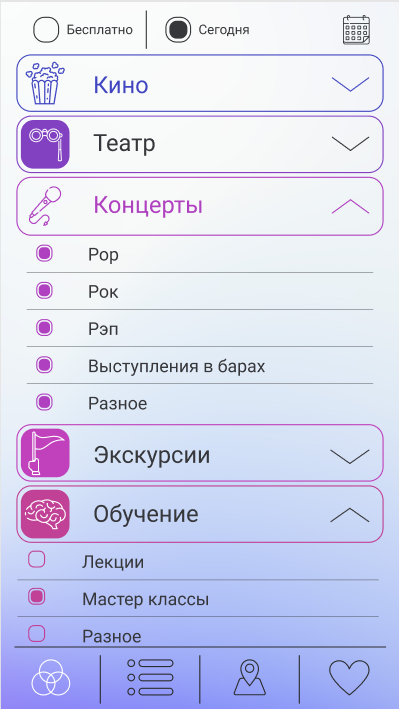 Бесплатно
Сегодня
Кино
Театр
Концерты
Pop
Рок
Рэп
Выступления в барах
Разное
Экскурсии
Обучение
Лекции
Мастер классы
Разное